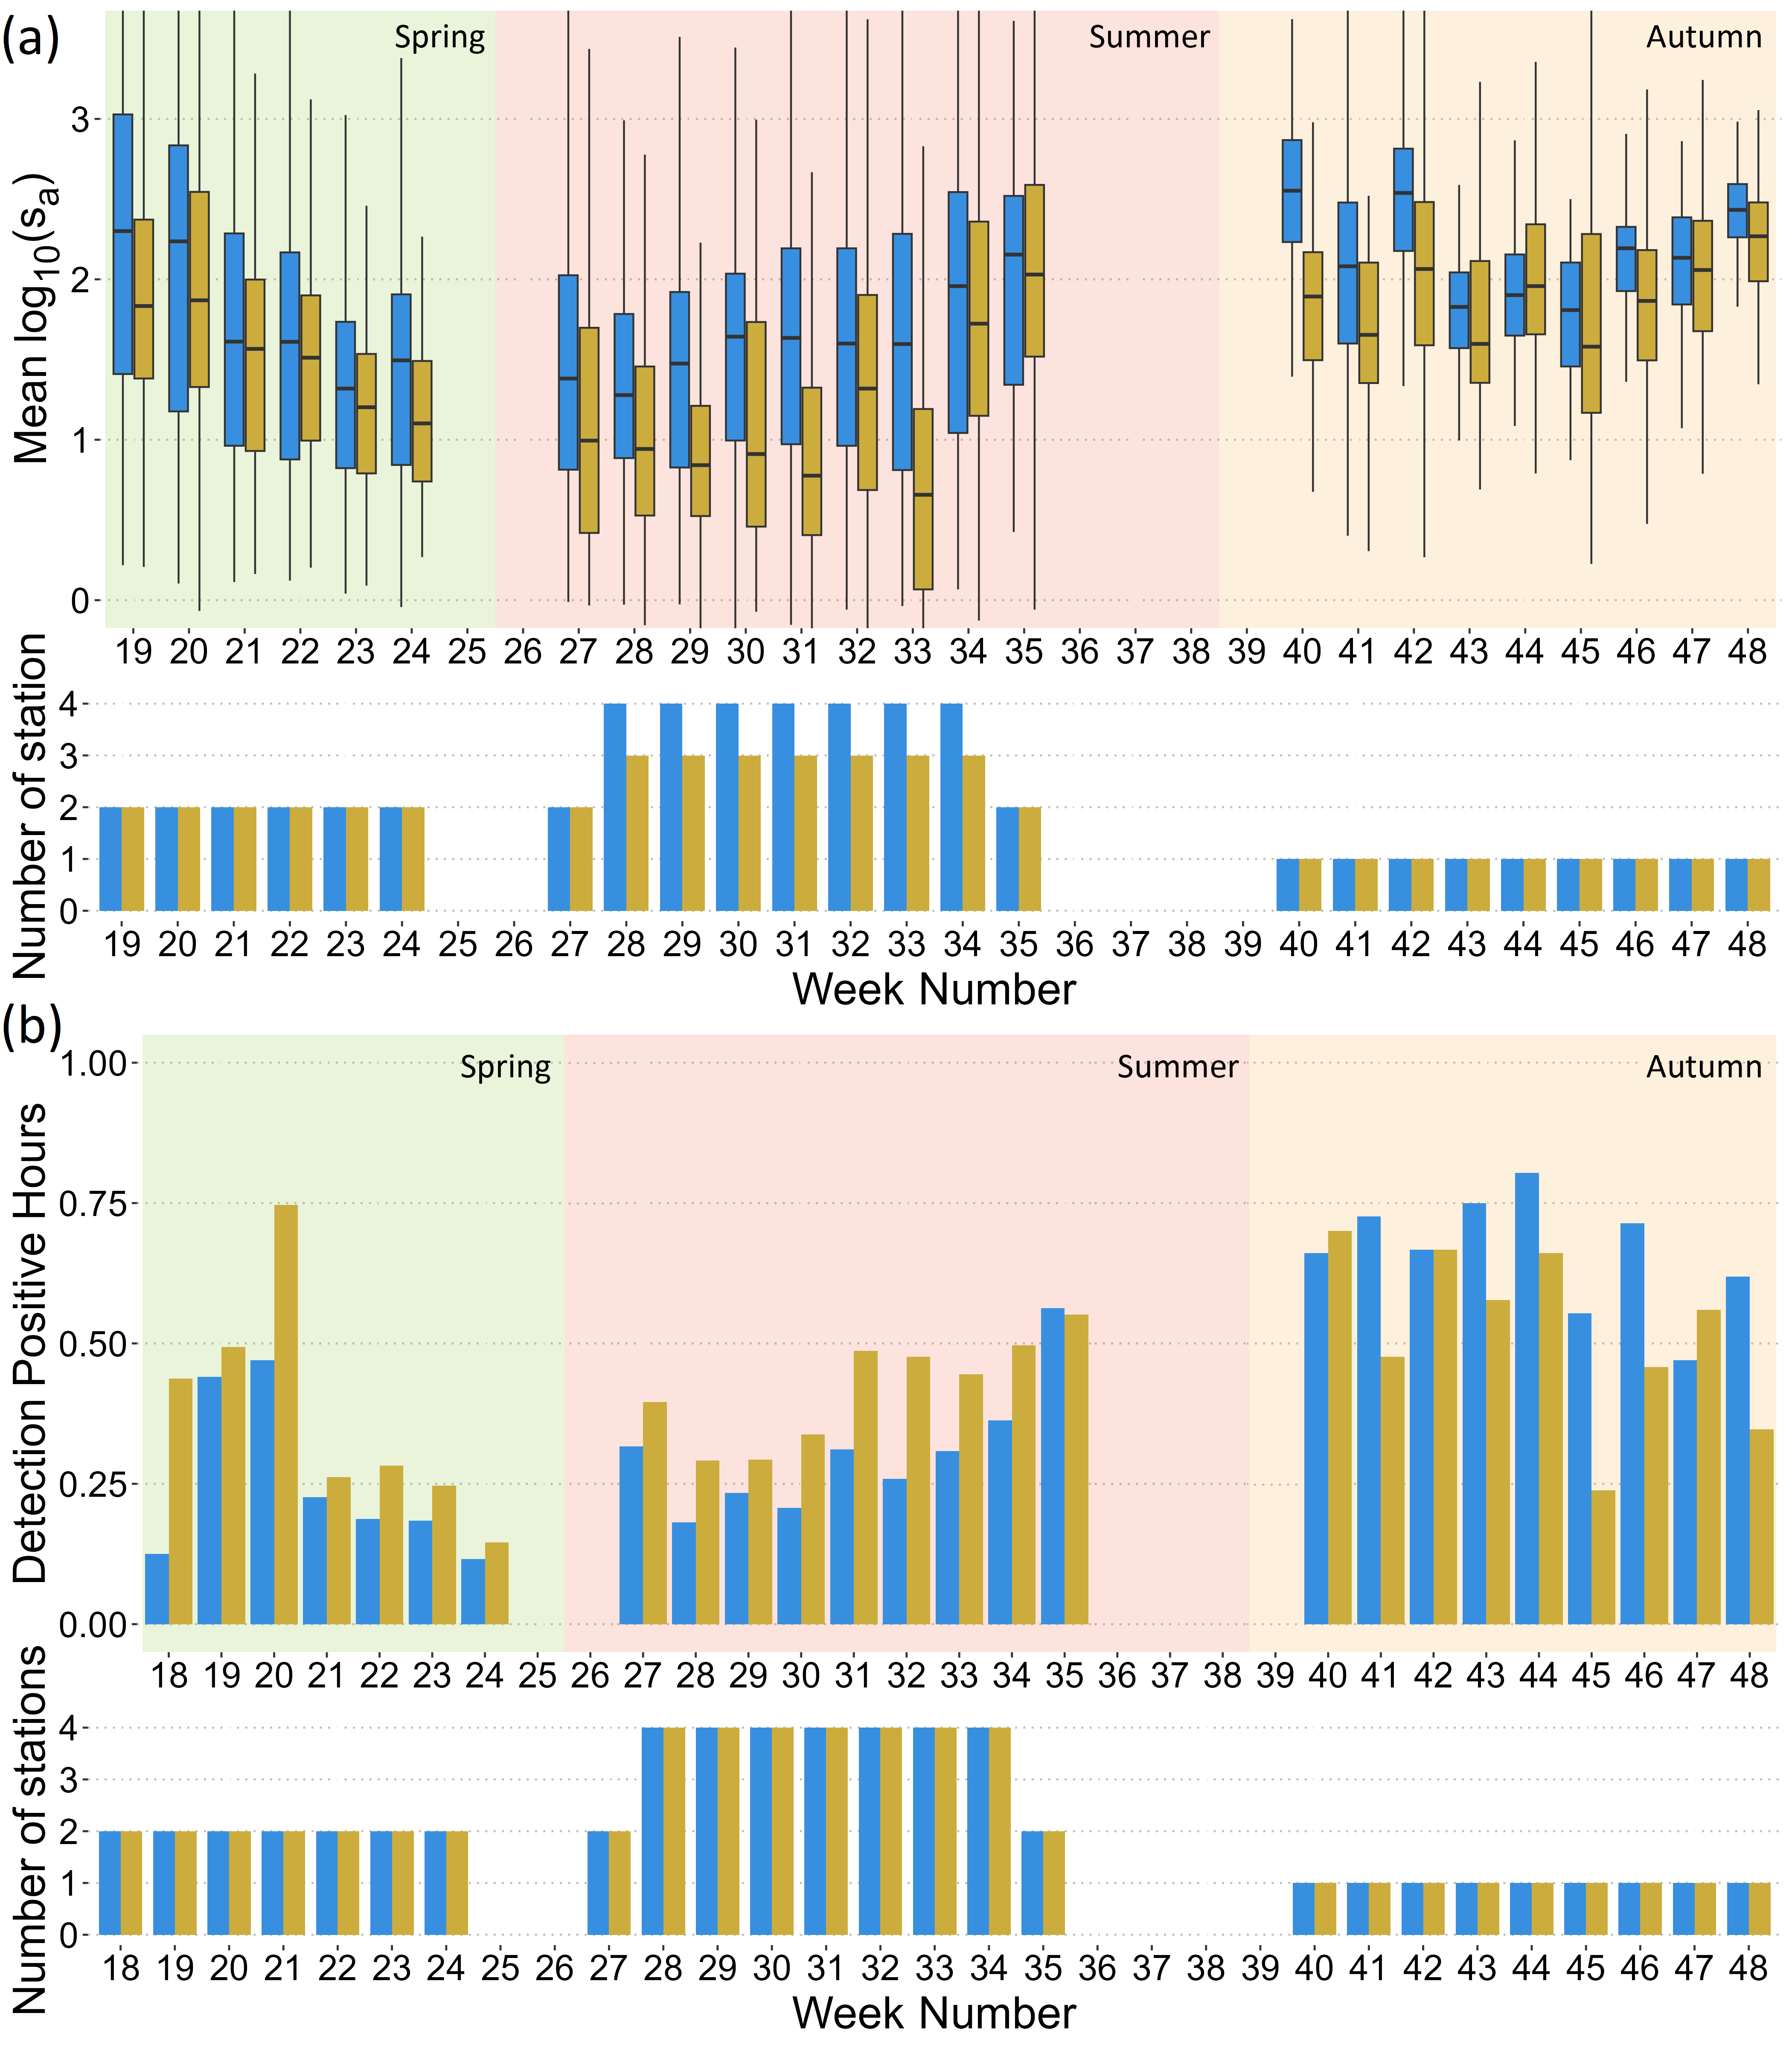 (a)
Spring Summer Autumn
Mean log10(sa)
3
2
1
0
19 20 21 22 23 24 25 26 27 28 29 30 31 32 33 34 35 36 37 38 39 40 41 42 43 44 45 46 47 48
Number of station
4
3
2
1
0
19 20 21 22 23 24 25 26 27 28 29 30 31 32 33 34 35 36 37 38 39 40 41 42 43 44 45 46 47 48
Week Number
(b)
Spring Summer Autumn
Detection Positive Hours
1.00
0.75
0.50
0.25
0.00
18 19 20 21 22 23 24 25 26 27 28 29 30 31 32 33 34 35 36 37 38 39 40 41 42 43 44 45 46 47 48
Number of stations
4
3
2
1
0
18 19 20 21 22 23 24 25 26 27 28 29 30 31 32 33 34 35 36 37 38 39 40 41 42 43 44 45 46 47 48
Week Number